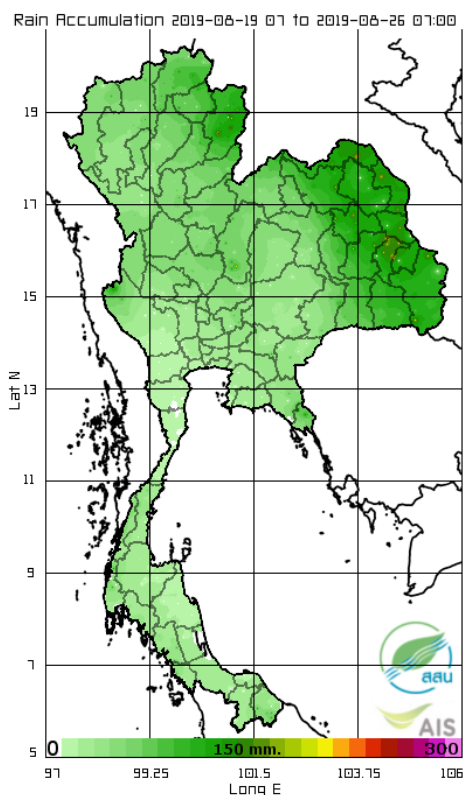 Rain Accumulation 2019-08-19 07 to 2019-08-26 07:00
19
17
15
13
11
9
7
5
Lat N
สสน
AIS
0 150 mm. 300
97 99.25 101.5 103.75 106
Long E